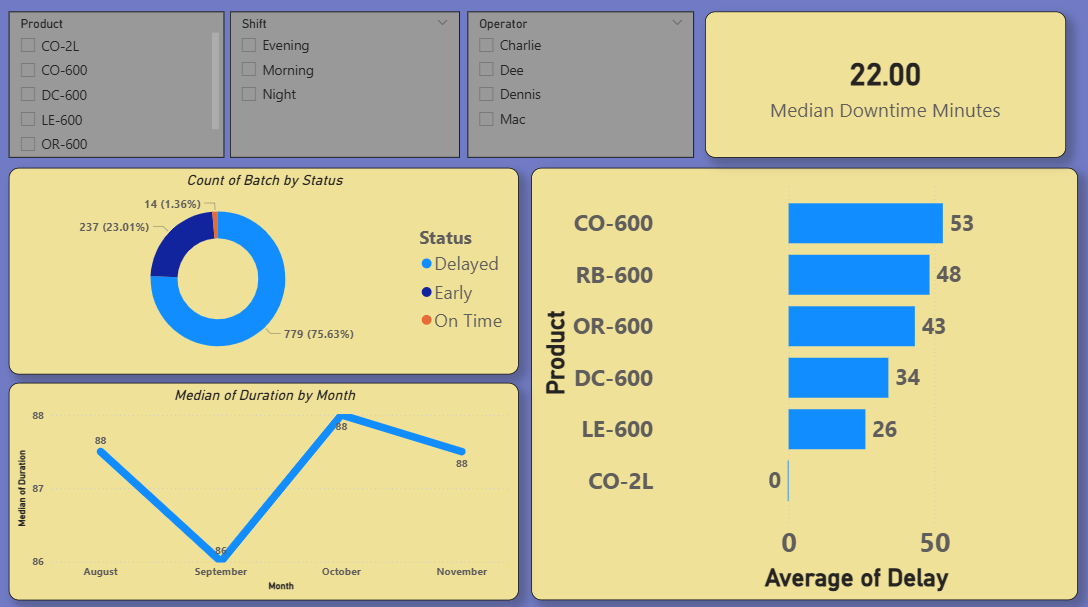 Product
CO-2L
CO-600
DC-600
LE-600
OR-600
Shift
Evening
Morning
Night
Operator
Charlie
Dee
Dennis
Mac
22.00
Median Downtime Minutes
Count of Batch by Status
14 (1.36%)
237 (23.01%)
779 (75.63%)
Status
Delayed
Early
On Time
Median of Duration by Month
Median of Duration
88
87
86
88
86
88
88
August
September
October
November
Month
Product
CO-600
53
RB-600
48
OR-600
43
DC-600
34
LE-600
26
CO-2L
0
0
50
Average of Delay